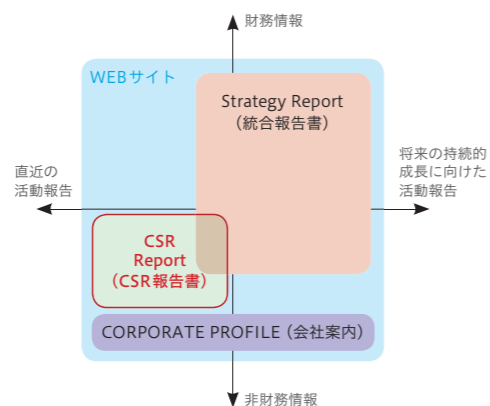 財務情報
WEBサイト
Strategy Report
（統合報告書）
直近の
活動報告
将来の持続的
成長に向けた
活動報告
CSR
Report
（CSR報告書）
CORPORATE PROFILE（会社案内）
非財務情報